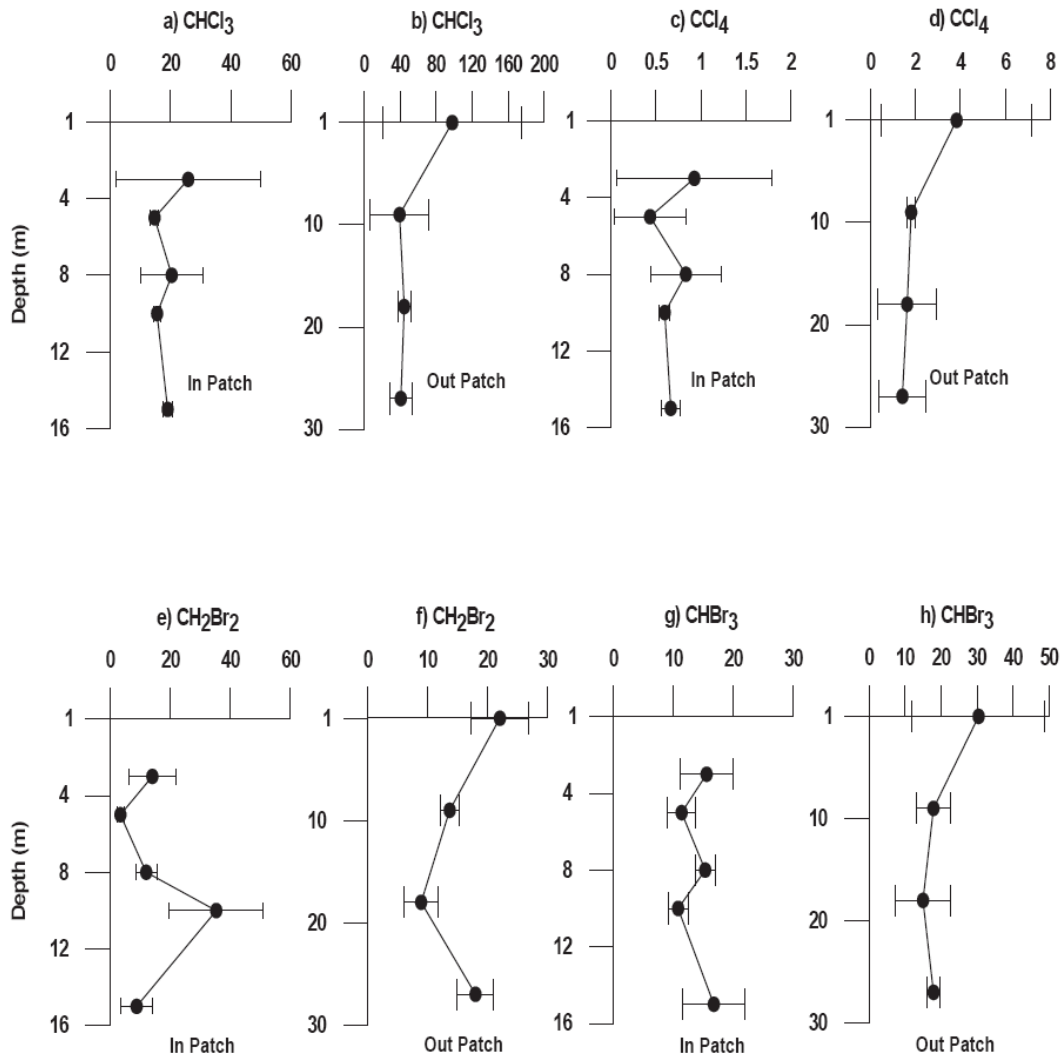 a) CHCl3
b) CHCl3
c) CCl4
d) CCl4
0 20 40 60
0 40 80 120 160 200
0 0.5 1 1.5 2
0 2 4 6 8
1
4
8
12
16
Depth (m)
In Patch
1
10
20
30
Out Patch
1
4
8
12
16
In Patch
1
10
20
30
Out Patch
e) CH2Br2
f) CH2Br2
g) CHBr3
h) CHBr3
0 20 40 60
0 10 20 30
0 10 20 30
0 10 20 30 40 50
1
4
8
12
16
Depth (m)
In Patch
1
10
20
30
Out Patch
1
4
8
12
16
In Patch
1
10
20
30
Out Patch